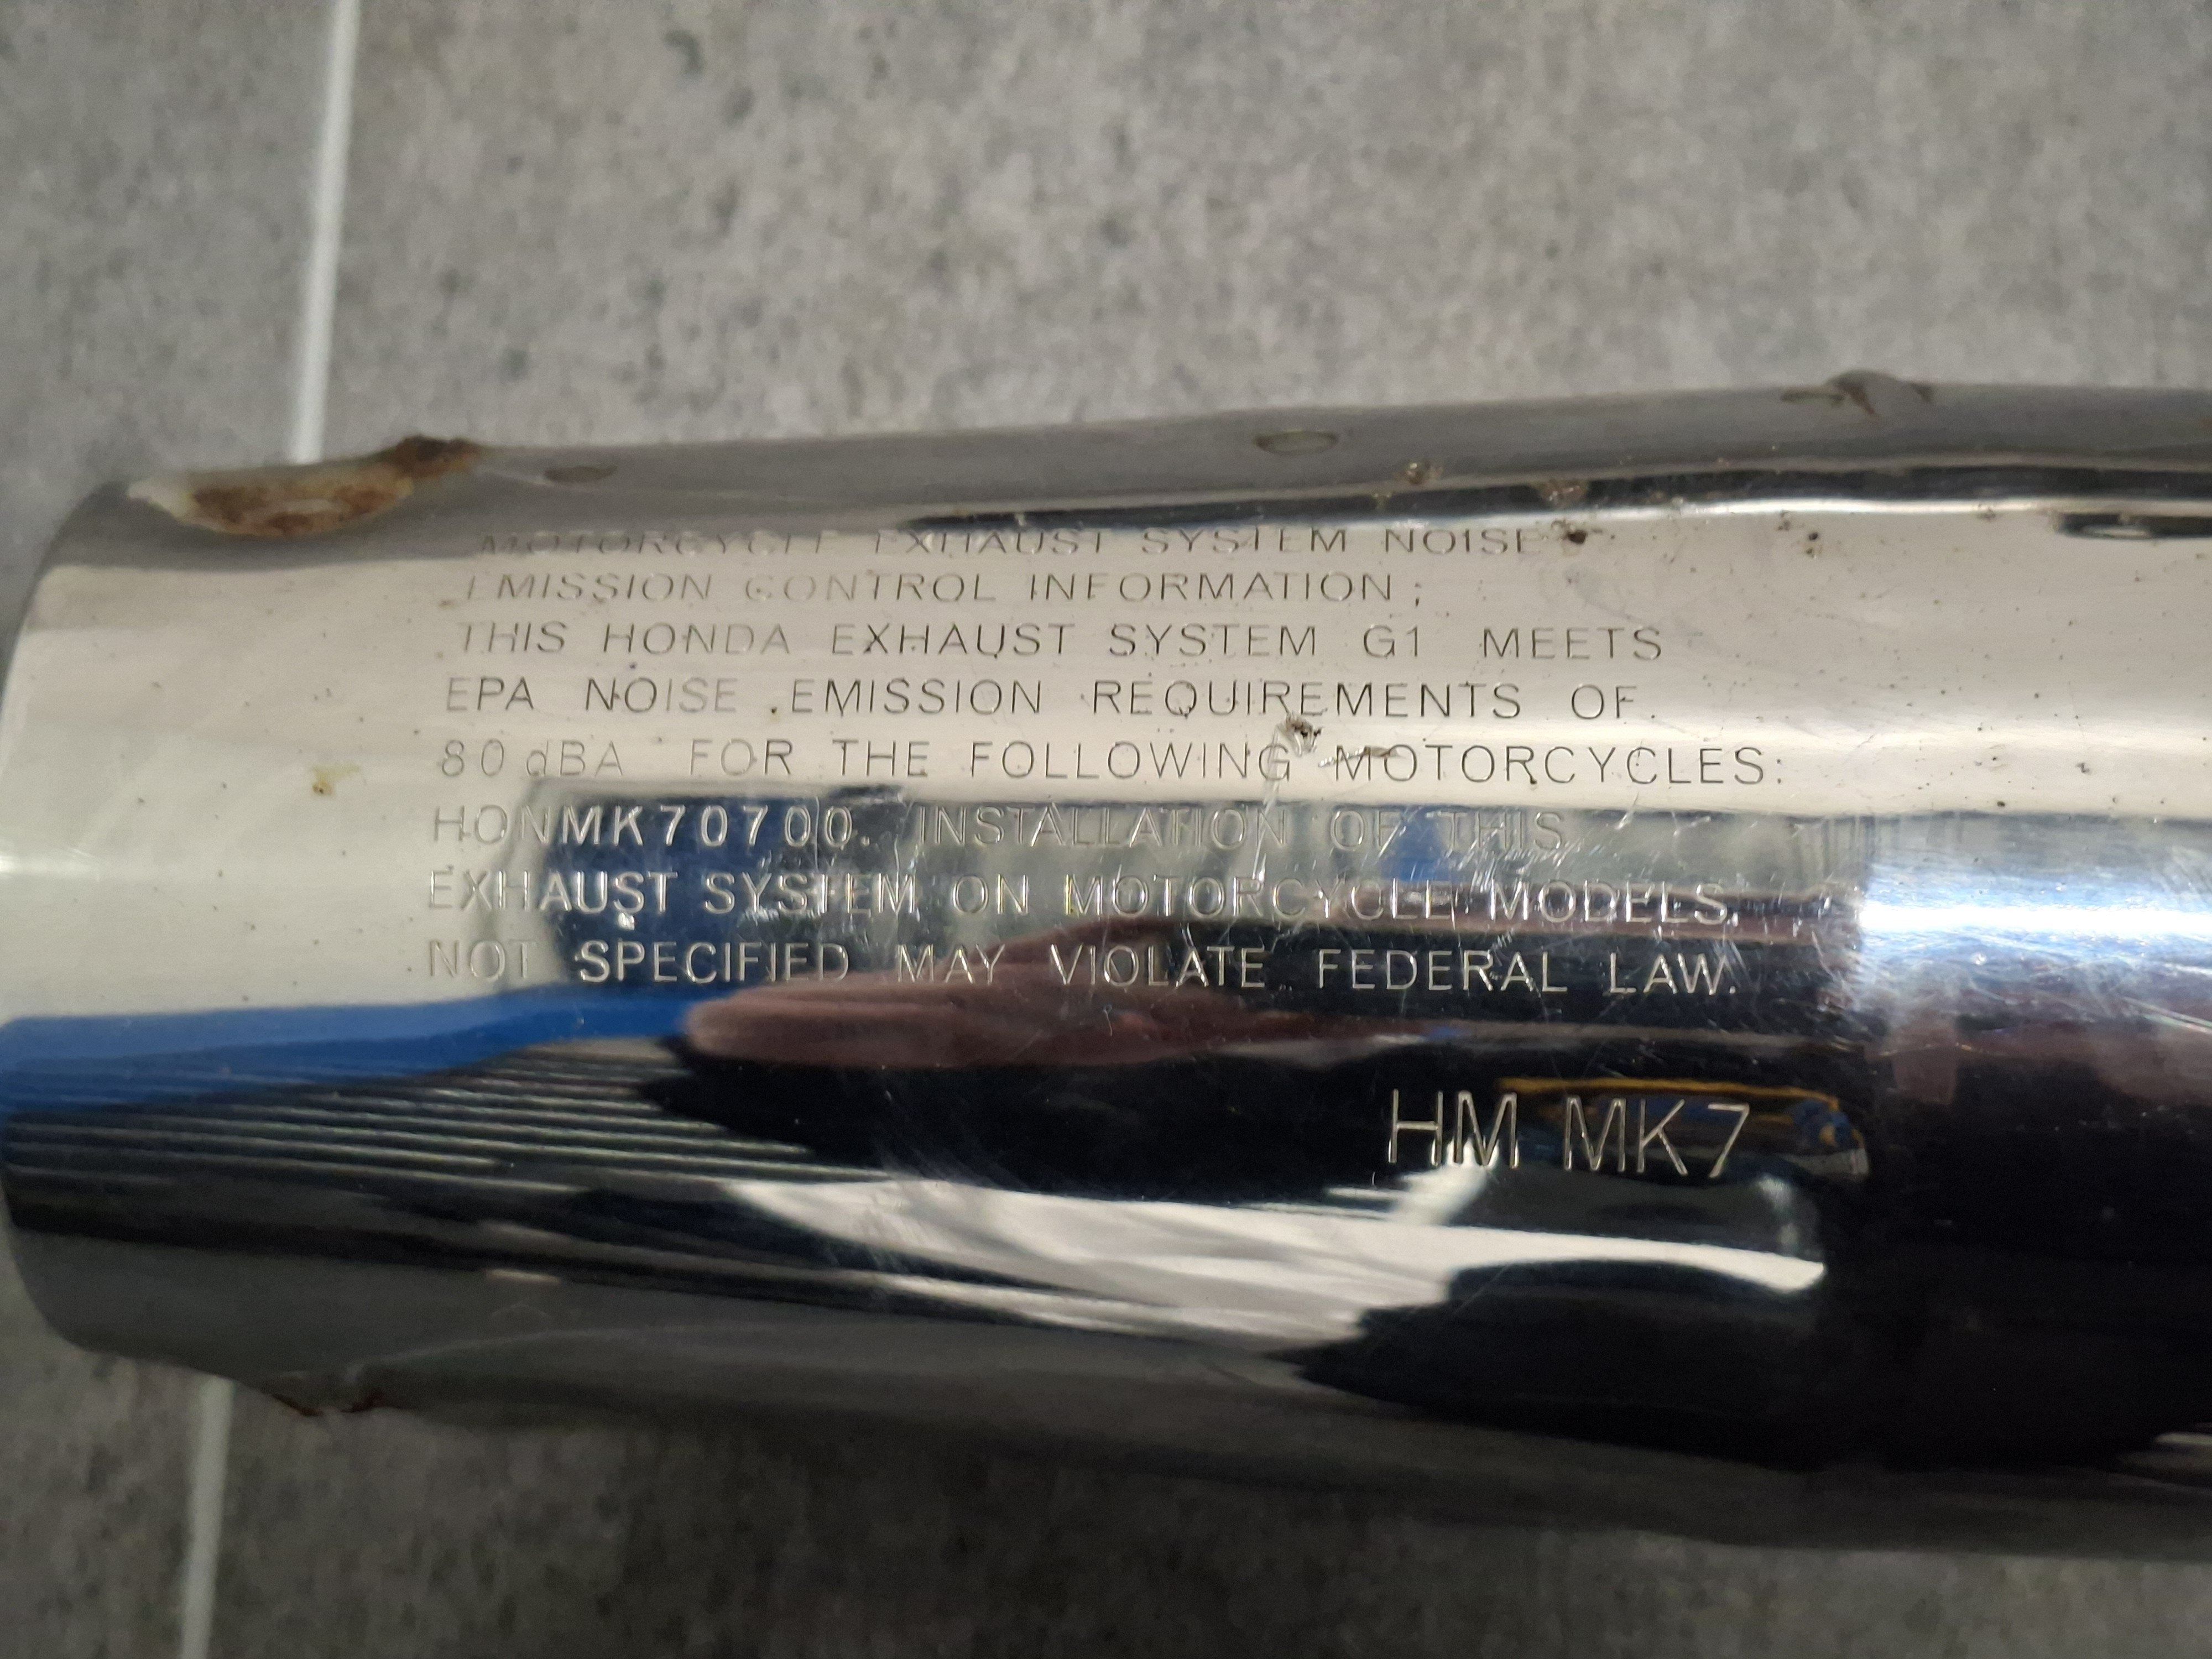 MOTORCYCLE EXHAUST SYSTEM NOISE
EMISSION CONTROL INFORMATION;
THIS HONDA EXHAUST SYSTEM G1 MEETS
EPA NOISE EMISSION REQUIREMENTS OF
80 dBA FOR THE FOLLOWING MOTORCYCLES:
HONMK70700. INSTALLATION OF THIS
EXHAUST SYSTEM ON MOTORCYCLE MODELS
NOT SPECIFIED MAY VIOLATE FEDERAL LAW.
HM MK7